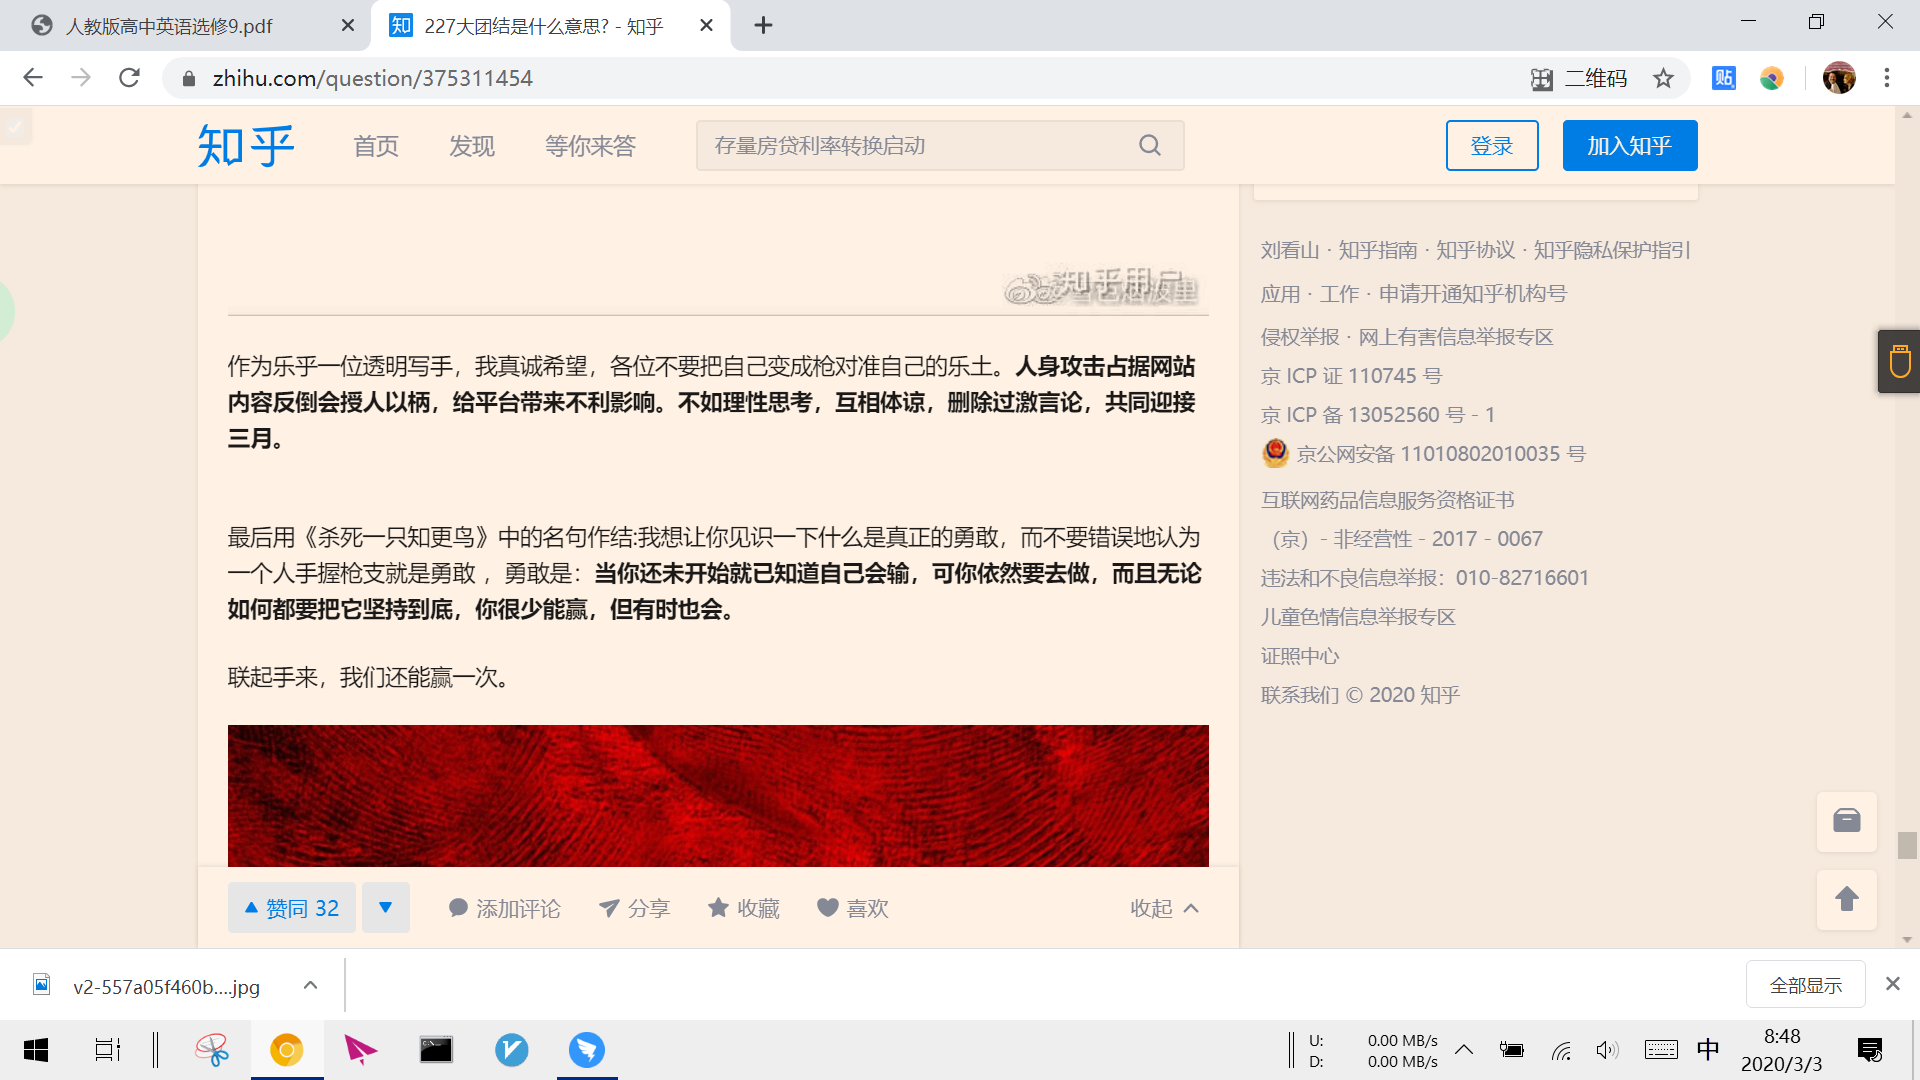 人教版高中英语选修9.pdf
知 227大团结是什么意思? - 知乎
zhihu.com/question/375311454
二维码
贴
知乎
首页
发现
等你来答
存量房贷利率转换启动
登录
加入知乎
知乎用户
作为乐乎一位透明写手，我真诚希望，各位不要把自己变成枪对准自己的乐土。人身攻击占据网站
内容反倒会授人以柄，给平台带来不利影响。不如理性思考，互相体谅，删除过激言论，共同迎接
三月。
最后用《杀死一只知更鸟》中的名句作结:我想让你见识一下什么是真正的勇敢，而不要错误地认为
一个人手握枪支就是勇敢 ，勇敢是：当你还未开始就已知道自己会输，可你依然要去做，而且无论
如何都要把它坚持到底，你很少能赢，但有时也会。
联起手来，我们还能赢一次。
赞同 32
添加评论
分享
收藏
喜欢
收起
刘看山 · 知乎指南 · 知乎协议 · 知乎隐私保护指引
应用 · 工作 · 申请开通知乎机构号
侵权举报 · 网上有害信息举报专区
京 ICP 证 110745 号
京 ICP 备 13052560 号 - 1
京公网安备 11010802010035 号
互联网药品信息服务资格证书
（京）- 非经营性 - 2017 - 0067
违法和不良信息举报：010-82716601
儿童色情信息举报专区
证照中心
联系我们 © 2020 知乎
v2-557a05f460b....jpg
全部显示
U: 0.00 MB/s
D: 0.00 MB/s
中
8:48
2020/3/3